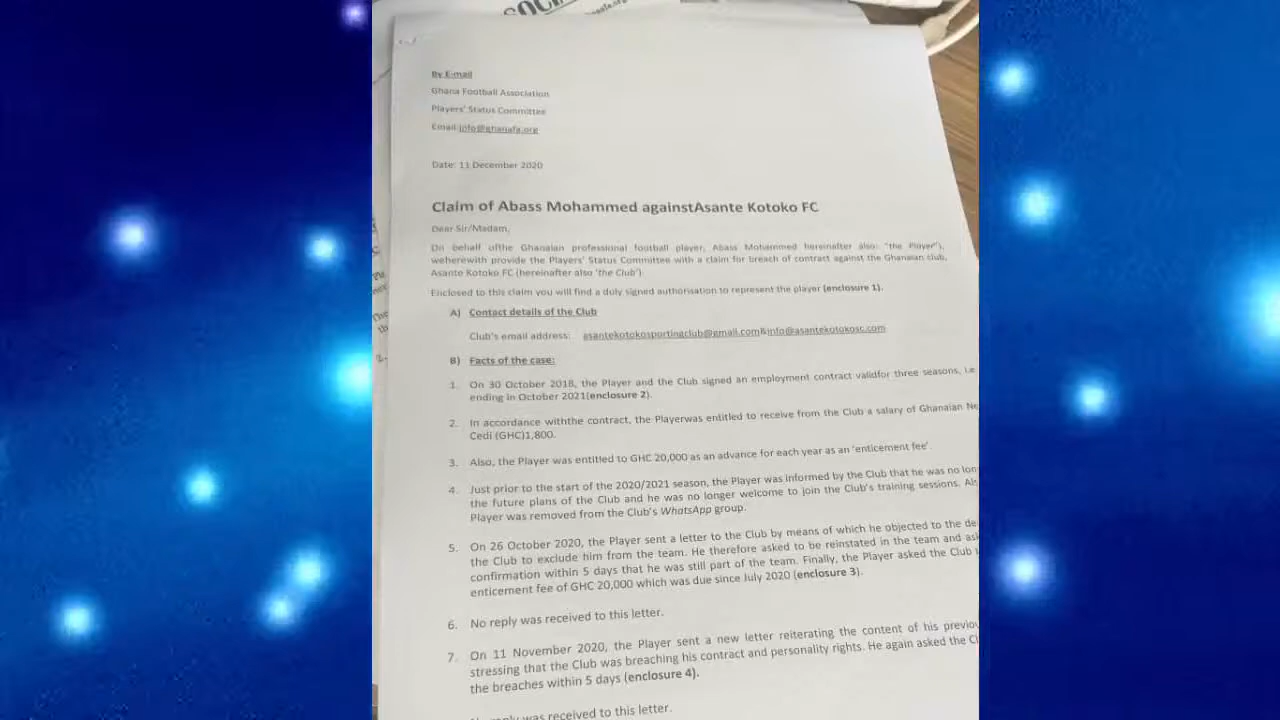 By E-mail
Ghana Football Association
Players' Status Committee
Email:info@ghanafa.org
Date: 11 December 2020
Claim of Abass Mohammed againstAsante Kotoko FC
Dear Sir/Madam,
On behalf ofthe Ghanaian professional football player, Abass Mohammed hereinafter also: "the Player"),
weherewith provide the Players' Status Committee with a claim for breach of contract against the Ghanaian club,
Asante Kotoko FC (hereinafter also 'the Club')
Enclosed to this claim you will find a duly signed authorisation to represent the player (enclosure 1).
A) Contact details of the Club
Club's email address: asantekotokosportingclub@gmail.com&info@asantekotokosc.com
B) Facts of the case:
1. On 30 October 2018, the Player and the Club signed an employment contract validfor three seasons, i.e
ending in October 2021(enclosure 2).
2. In accordance withthe contract, the Playerwas entitled to receive from the Club a salary of Ghanaian Ne
Cedi (GHC)1,800.
3. Also, the Player was entitled to GHC 20,000 as an advance for each year as an 'enticement fee'.
4. Just prior to the start of the 2020/2021 season, the Player was informed by the Club that he was no lon
the future plans of the Club and he was no longer welcome to join the Club's training sessions. Als
Player was removed from the Club's WhatsApp group.
5. On 26 October 2020, the Player sent a letter to the Club by means of which he objected to the de
the Club to exclude him from the team. He therefore asked to be reinstated in the team and ask
confirmation within 5 days that he was still part of the team. Finally, the Player asked the Club
enticement fee of GHC 20,000 which was due since July 2020 (enclosure 3).
6. No reply was received to this letter.
7. On 11 November 2020, the Player sent a new letter reiterating the content of his previou
stressing that the Club was breaching his contract and personality rights. He again asked the Cl
the breaches within 5 days (enclosure 4).
No reply was received to this letter.